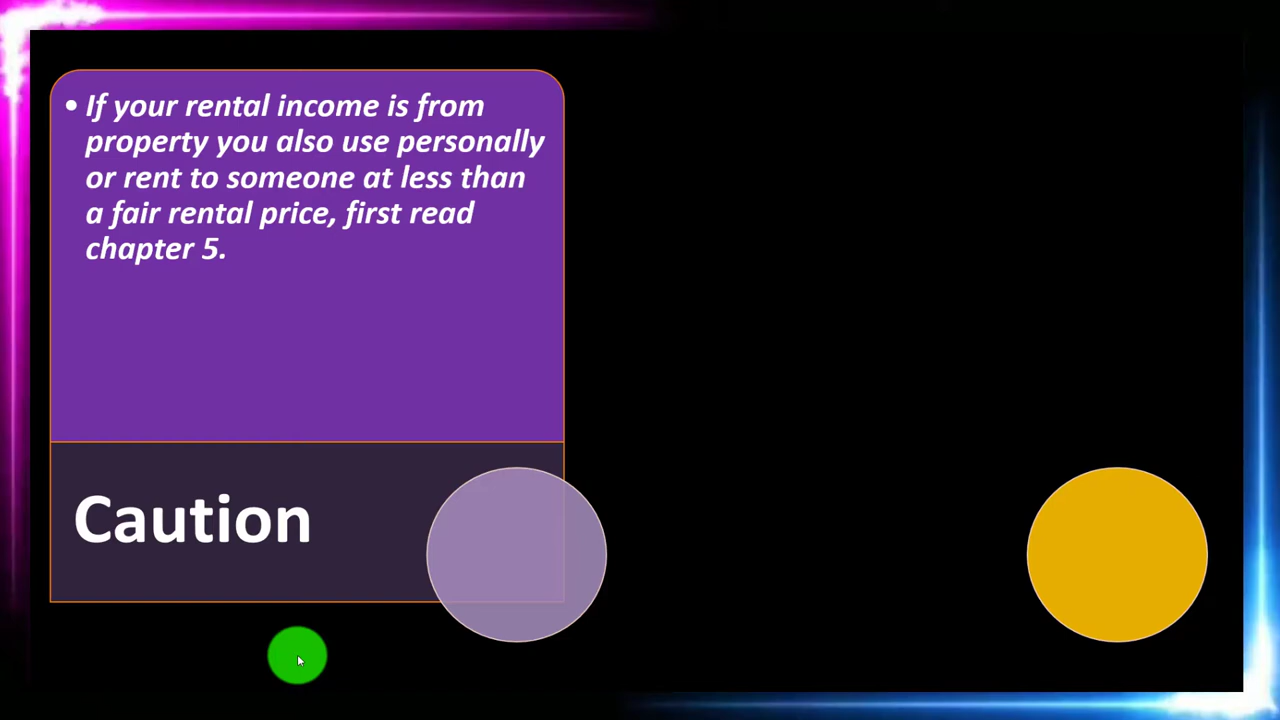 • If your rental income is from
property you also use personally
or rent to someone at less than
a fair rental price, first read
chapter 5.
Caution